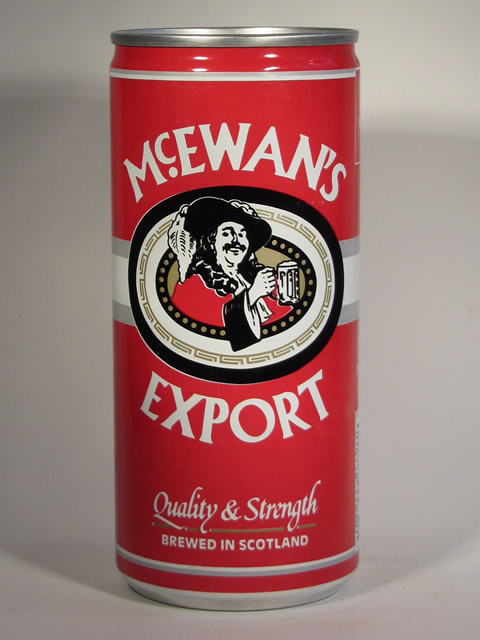 McEWAN'S
EXPORT
Quality & Strength
BREWED IN SCOTLAND